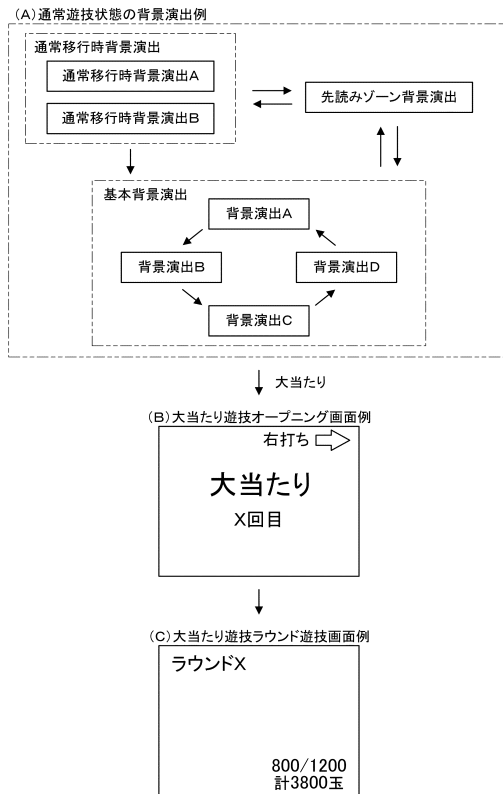 (A)通常遊技状態の背景演出例
通常移行時背景演出
通常移行時背景演出A
通常移行時背景演出B
先読みゾーン背景演出
基本背景演出
背景演出A
背景演出B
背景演出D
背景演出C
大当たり
(B)大当たり遊技オープニング画面例
右打ち
大当たり
X回目
(C)大当たり遊技ラウンド遊技画面例
ラウンドX
800/1200
計3800玉